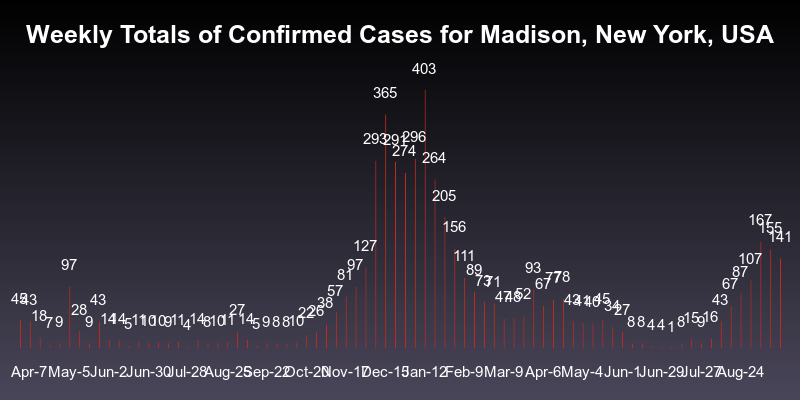 Weekly Totals of Confirmed Cases for Madison, New York, USA
45 43 18 7 9 97 28 9 43 14 14 5 11 10 10 9 11 4 14 8 10 11 27 14 5 9 8 8 10 22 26 38 57 81 97 127 293 365 291 274 296 403 264 205 156 111 89 73 71 47 48 52 93 67 77 78 41 40 45 34 27 8 8 4 4 1 8 15 9 16 43 67 87 107 167 155 141
Apr-7 May-5 Jun-2 Jun-30 Jul-28 Aug-25 Sep-22 Oct-20 Nov-17 Dec-15 Jan-12 Feb-9 Mar-9 Apr-6 May-4 Jun-1 Jun-29 Jul-27 Aug-24